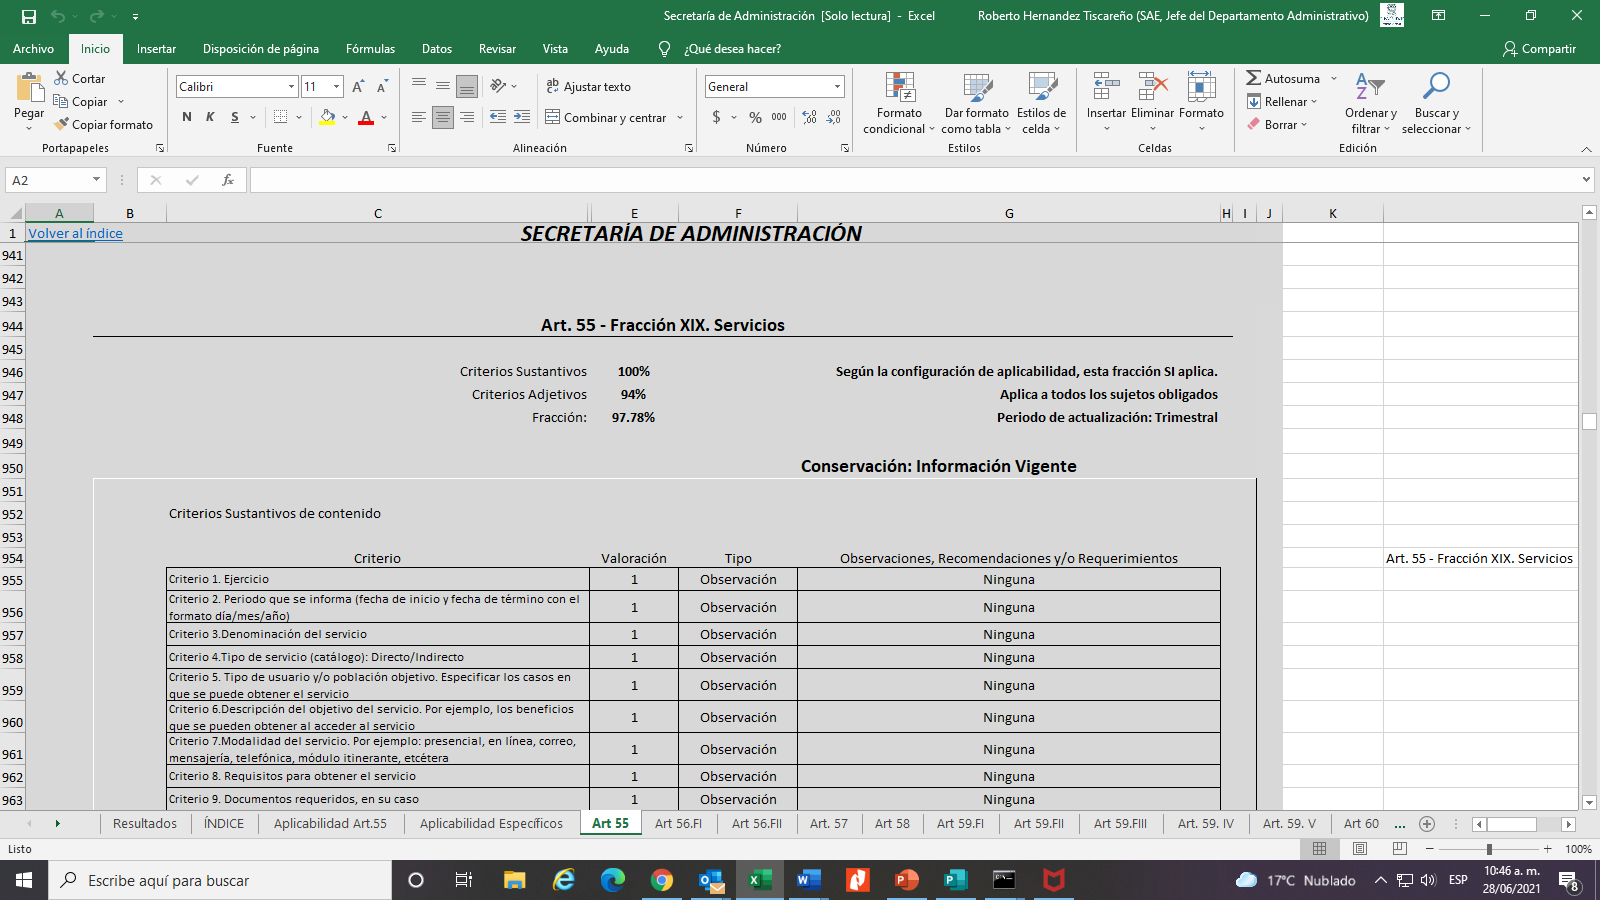 Secretaría de Administración  [Solo lectura]  -  Excel
Roberto Hernandez Tiscareño (SAE, Jefe del Departamento Administrativo)
Archivo Inicio Insertar Disposición de página Fórmulas Datos Revisar Vista Ayuda ¿Qué desea hacer? Compartir
Pegar
Cortar
Copiar
Copiar formato
Portapapeles
Calibri 11
N K S
Fuente
Ajustar texto
Combinar y centrar
Alineación
General
$ % 000
Número
Formato condicional
Dar formato como tabla
Estilos de celda
Estilos
Insertar Eliminar Formato
Celdas
Autosuma
Rellenar
Borrar
Ordenar y filtrar
Buscar y seleccionar
Edición
A2
fx
A B C E F G H I J K
1 Volver al índice SECRETARÍA DE ADMINISTRACIÓN
941
942
943
944 Art. 55 - Fracción XIX. Servicios
945
946 Criterios Sustantivos 100% Según la configuración de aplicabilidad, esta fracción SI aplica.
947 Criterios Adjetivos 94% Aplica a todos los sujetos obligados
948 Fracción: 97.78% Periodo de actualización: Trimestral
949
950 Conservación: Información Vigente
951
952 Criterios Sustantivos de contenido
953
954 Criterio Valoración Tipo Observaciones, Recomendaciones y/o Requerimientos Art. 55 - Fracción XIX. Servicios
955 Criterio 1. Ejercicio 1 Observación Ninguna
956 Criterio 2. Periodo que se informa (fecha de inicio y fecha de término con el
formato día/mes/año) 1 Observación Ninguna
957 Criterio 3.Denominación del servicio 1 Observación Ninguna
958 Criterio 4.Tipo de servicio (catálogo): Directo/Indirecto 1 Observación Ninguna
959 Criterio 5. Tipo de usuario y/o población objetivo. Especificar los casos en
que se puede obtener el servicio 1 Observación Ninguna
960 Criterio 6.Descripción del objetivo del servicio. Por ejemplo, los beneficios
que se pueden obtener al acceder al servicio 1 Observación Ninguna
961 Criterio 7.Modalidad del servicio. Por ejemplo: presencial, en línea, correo,
mensajería, telefónica, módulo itinerante, etcétera 1 Observación Ninguna
962 Criterio 8. Requisitos para obtener el servicio 1 Observación Ninguna
963 Criterio 9. Documentos requeridos, en su caso 1 Observación Ninguna
Resultados ÍNDICE Aplicabilidad Art.55 Aplicabilidad Específicos Art 55 Art 56.FI Art 56.FII Art. 57 Art 58 Art 59.FI Art 59.FII Art 59.FIII Art. 59. IV Art. 59. V Art 60 ...
Listo
100%
Escribe aquí para buscar
17°C Nublado
ESP
10:46 a. m.
28/06/2021
8